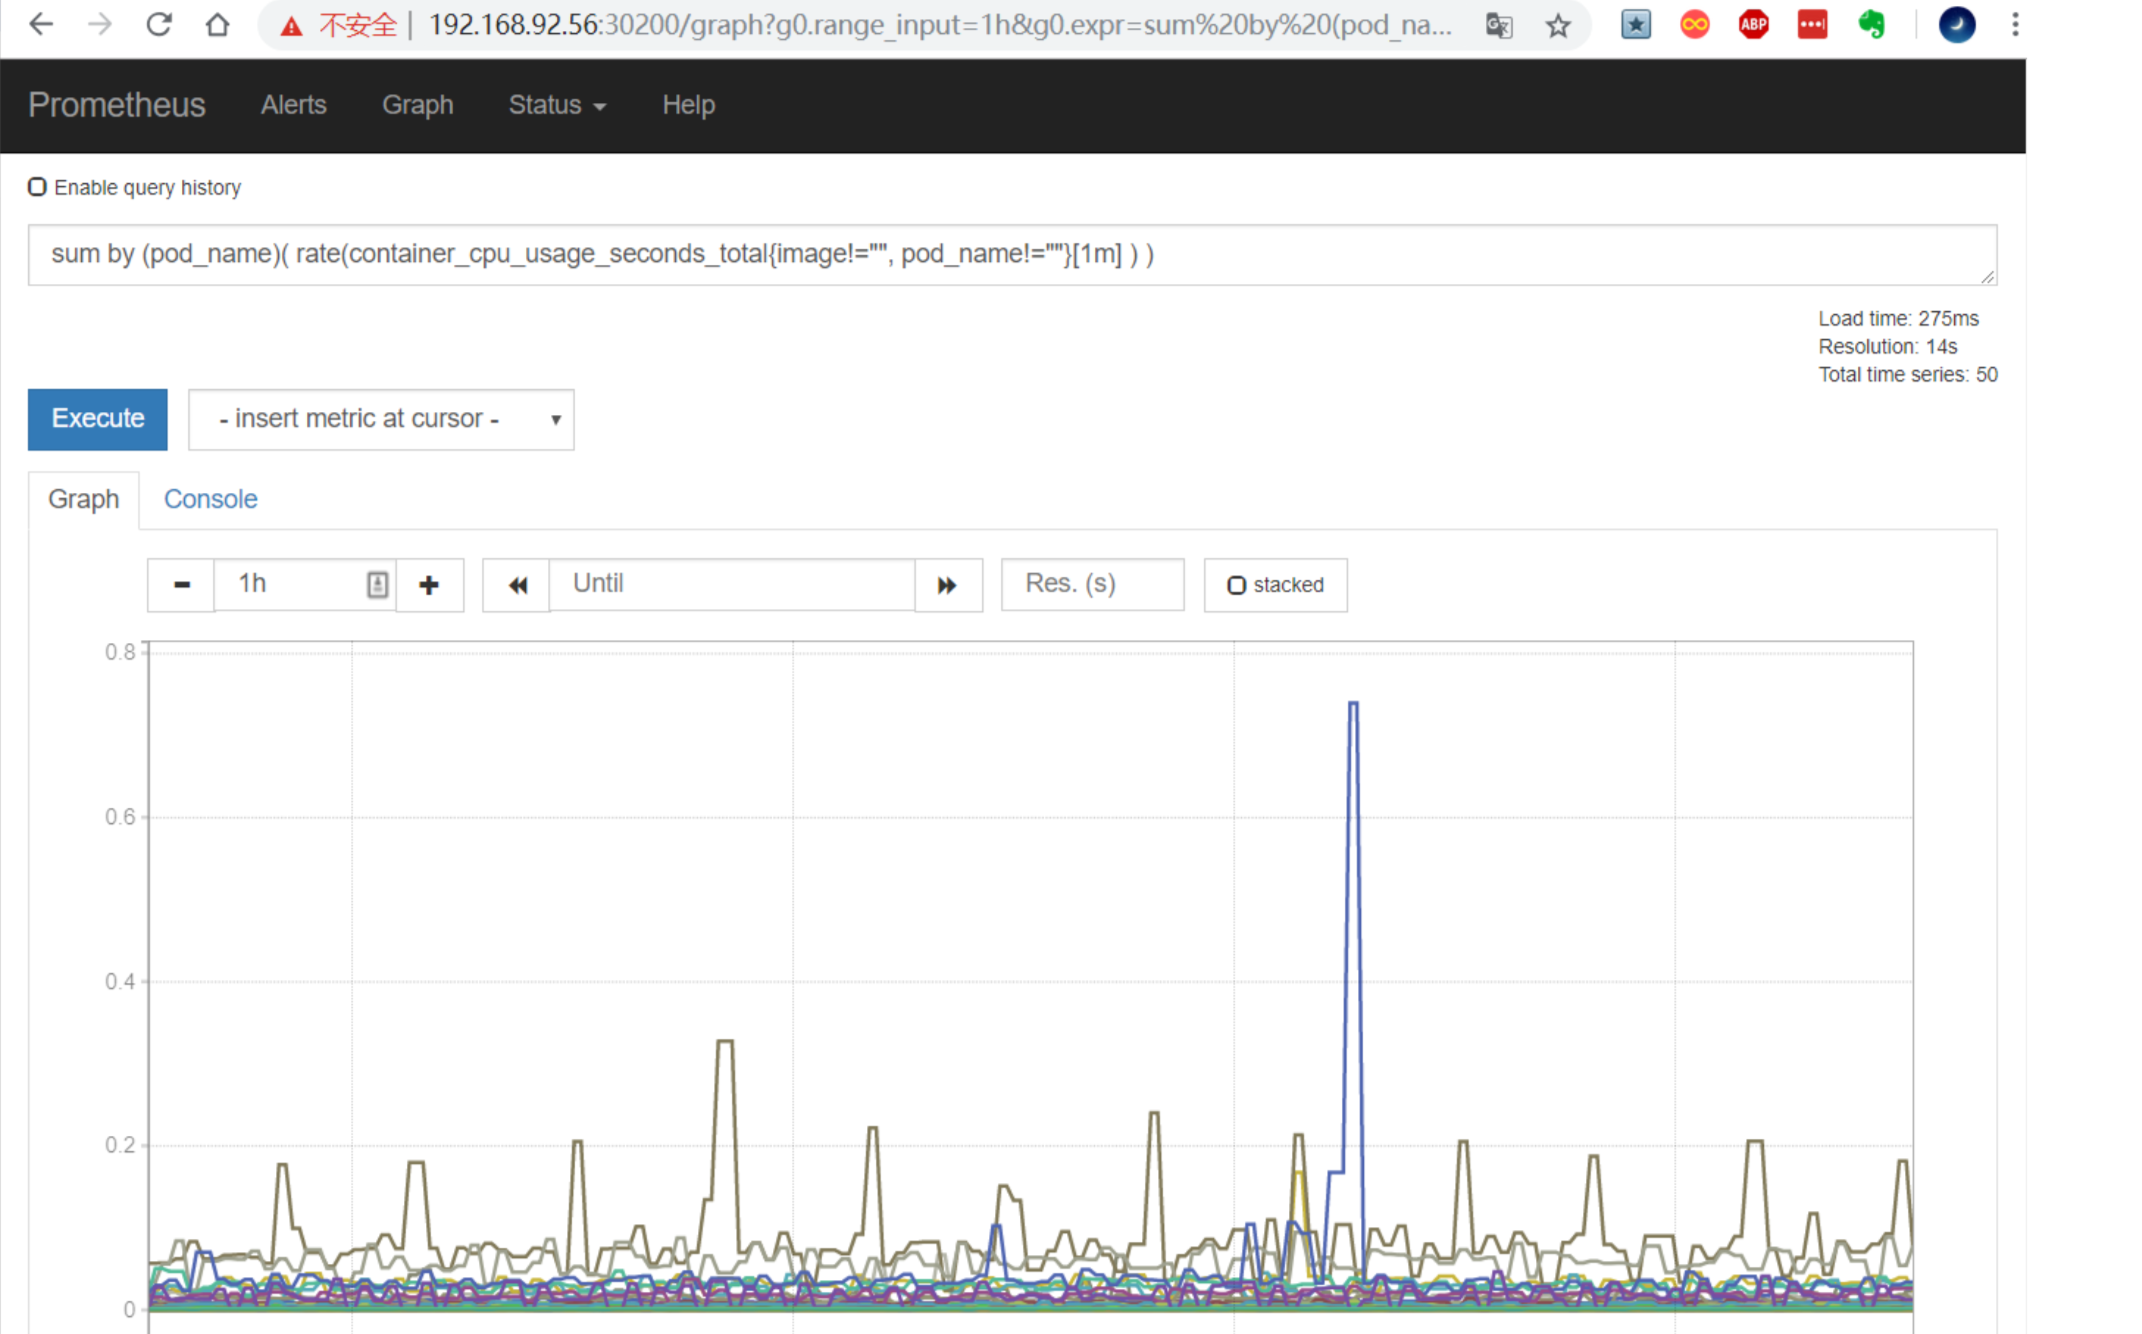 不安全 | 192.168.92.56:30200/graph?g0.range_input=1h&g0.expr=sum%20by%20(pod_na...
ABP
Prometheus Alerts Graph Status Help
Enable query history
sum by (pod_name)( rate(container_cpu_usage_seconds_total{image!="", pod_name!=""}[1m] ) )
Load time: 275ms
Resolution: 14s
Total time series: 50
Execute
- insert metric at cursor -
Graph Console
1h Until Res. (s) stacked
0.8
0.6
0.4
0.2
0